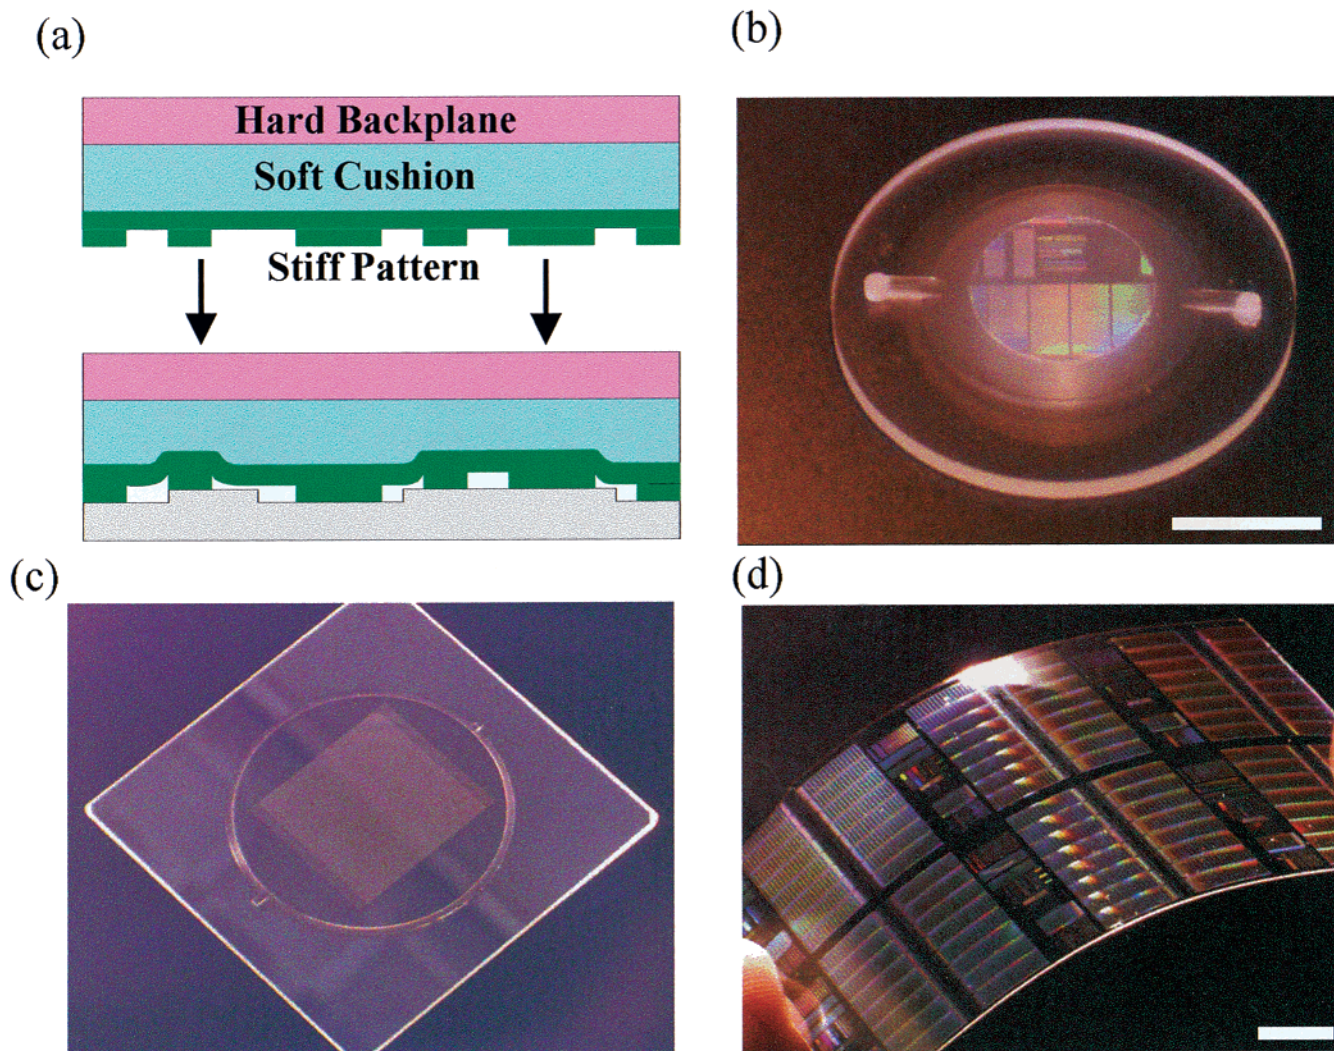 (a)
(b)
Hard Backplane
Soft Cushion
Stiff Pattern
(c)
(d)